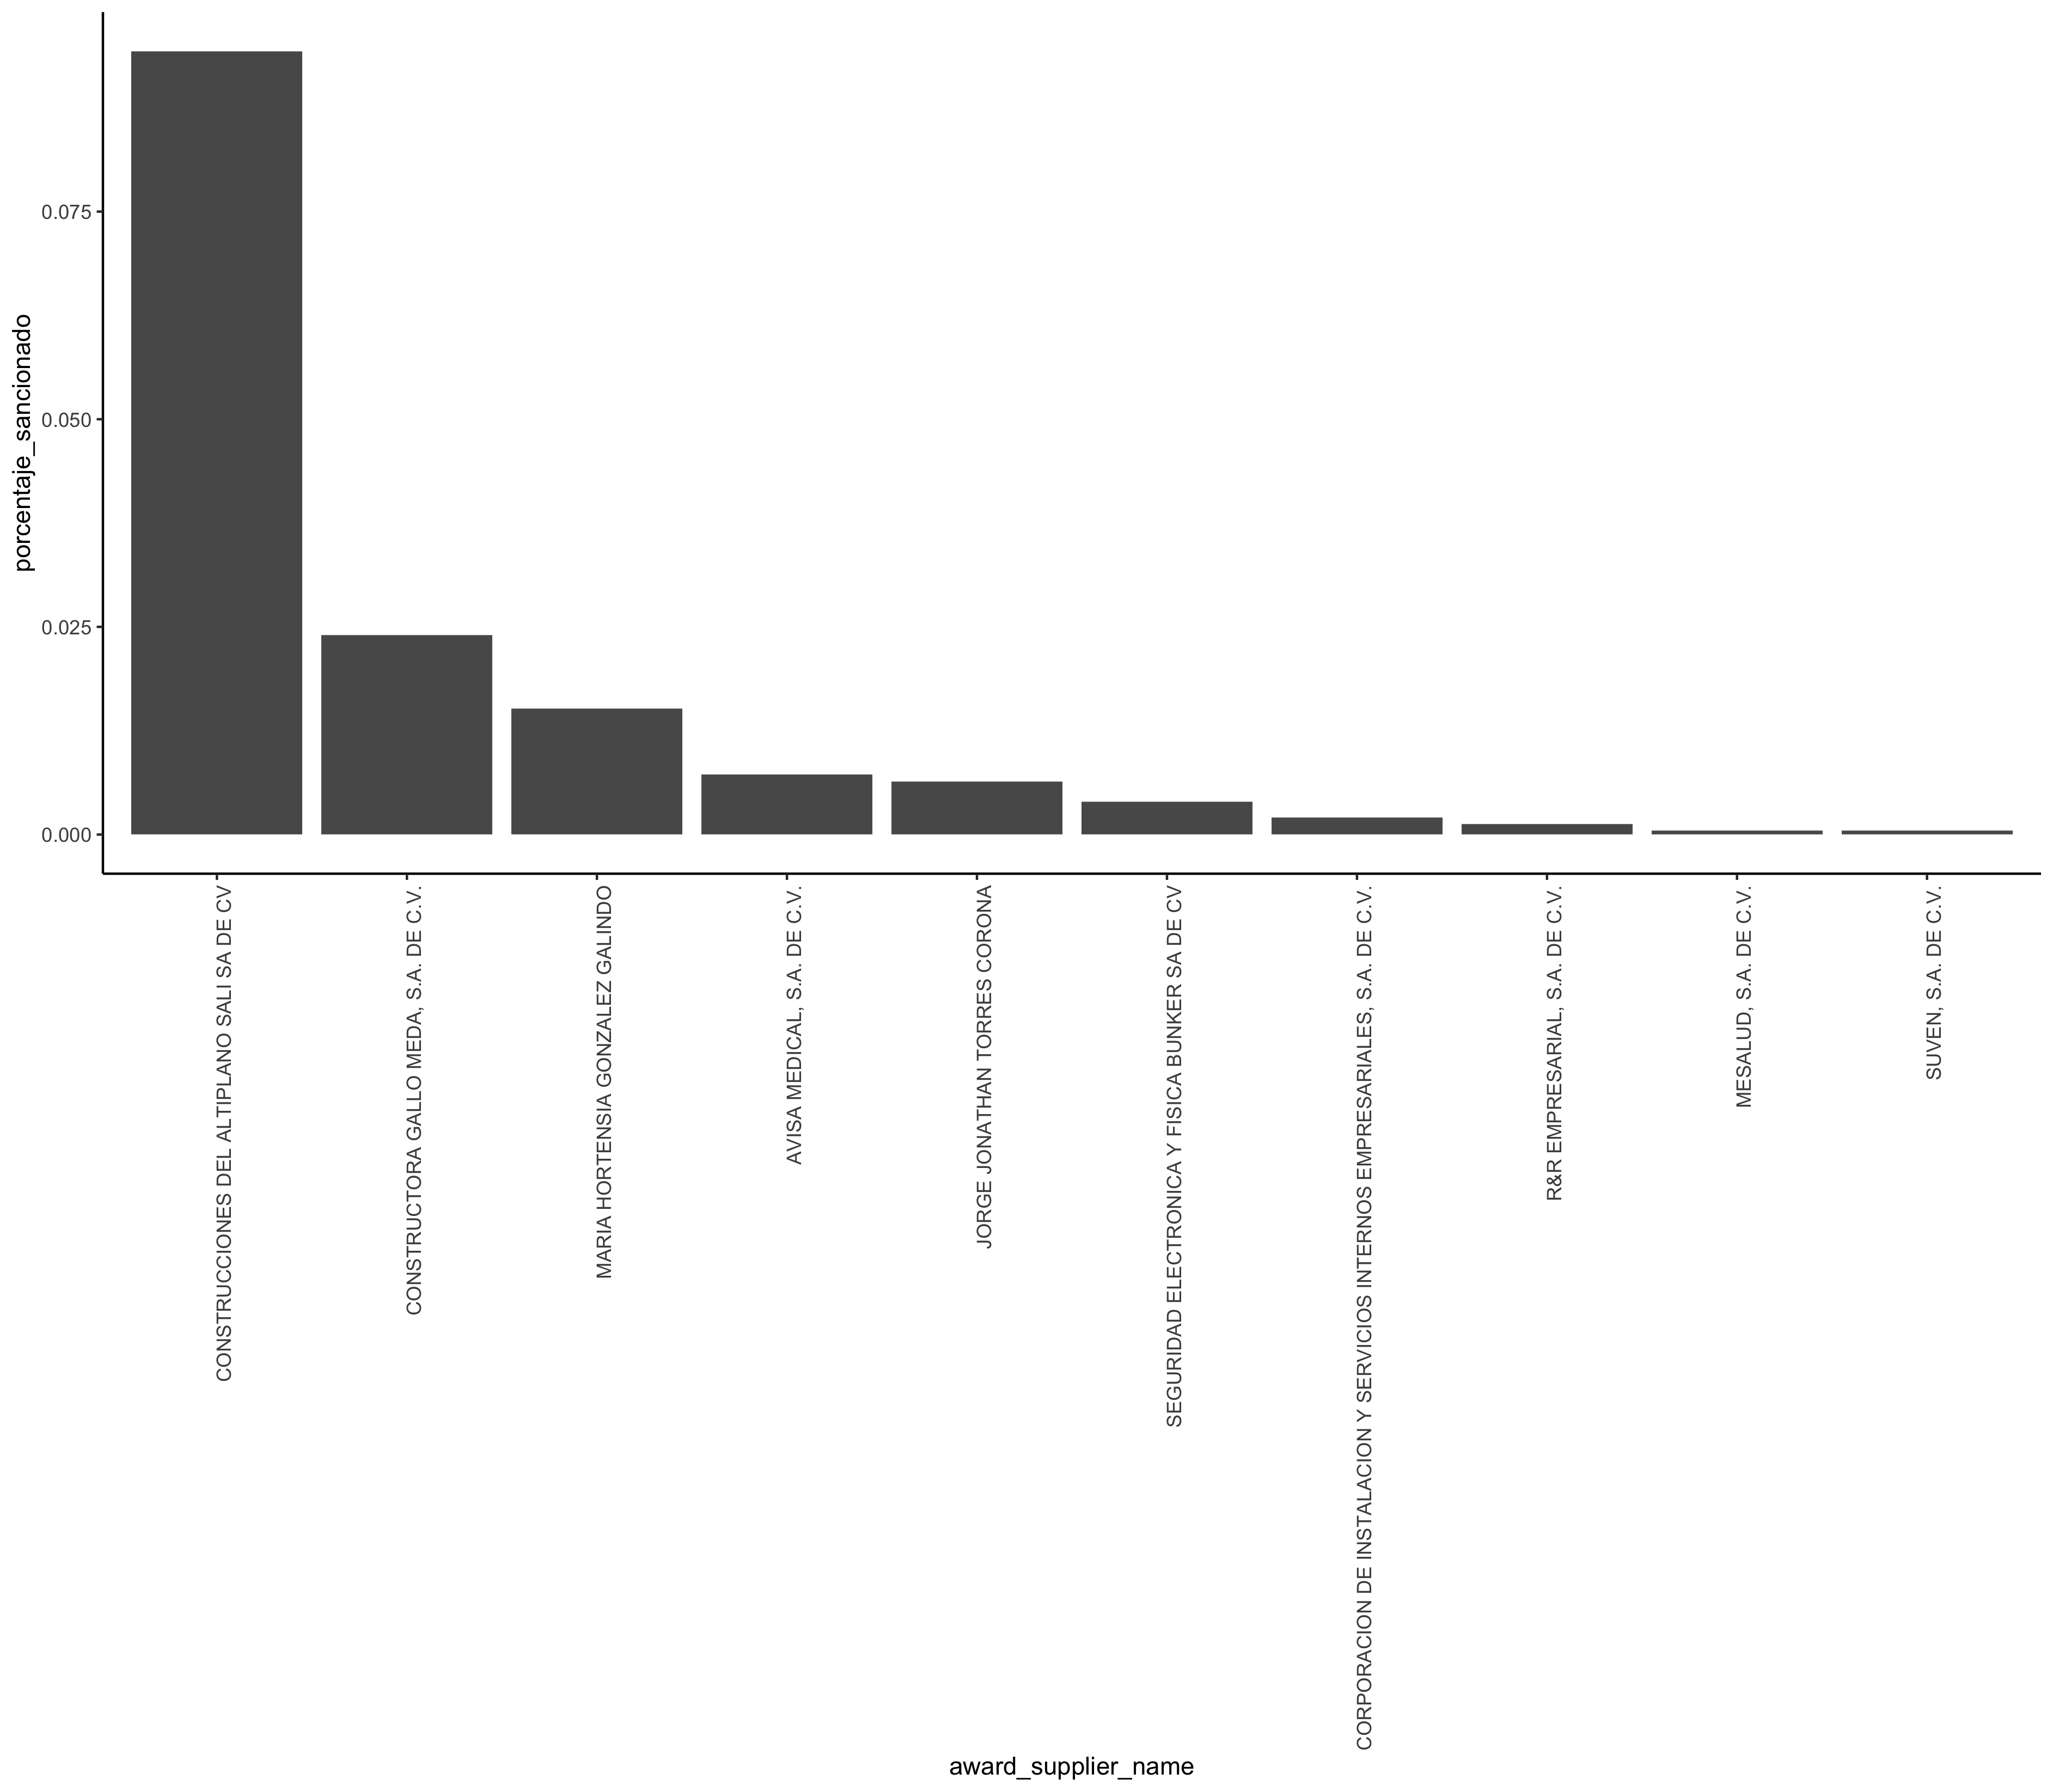 porcentaje_sancionado
0.075
0.050
0.025
0.000
CONSTRUCCIONES DEL ALTIPLANO SALI SA DE CV
CONSTRUCTORA GALLO MEDA, S.A. DE C.V.
MARIA HORTENSIA GONZALEZ GALINDO
AVISA MEDICAL, S.A. DE C.V.
JORGE JONATHAN TORRES CORONA
SEGURIDAD ELECTRONICA Y FISICA BUNKER SA DE CV
CORPORACION DE INSTALACION Y SERVICIOS INTERNOS EMPRESARIALES, S.A. DE C.V.
R&R EMPRESARIAL, S.A. DE C.V.
MESALUD, S.A. DE C.V.
SUVEN, S.A. DE C.V.
award_supplier_name